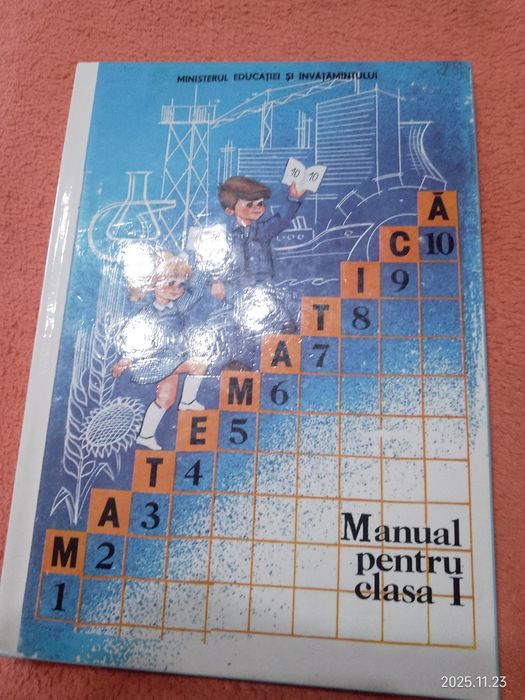 MINISTERUL EDUCAȚIEI ȘI ÎNVĂȚĂMÎNTULUI
10 10
M A T E M A T I C Ă
1 2 3 4 5 6 7 8 9 10
Manual
pentru
clasa I
2025.11.23